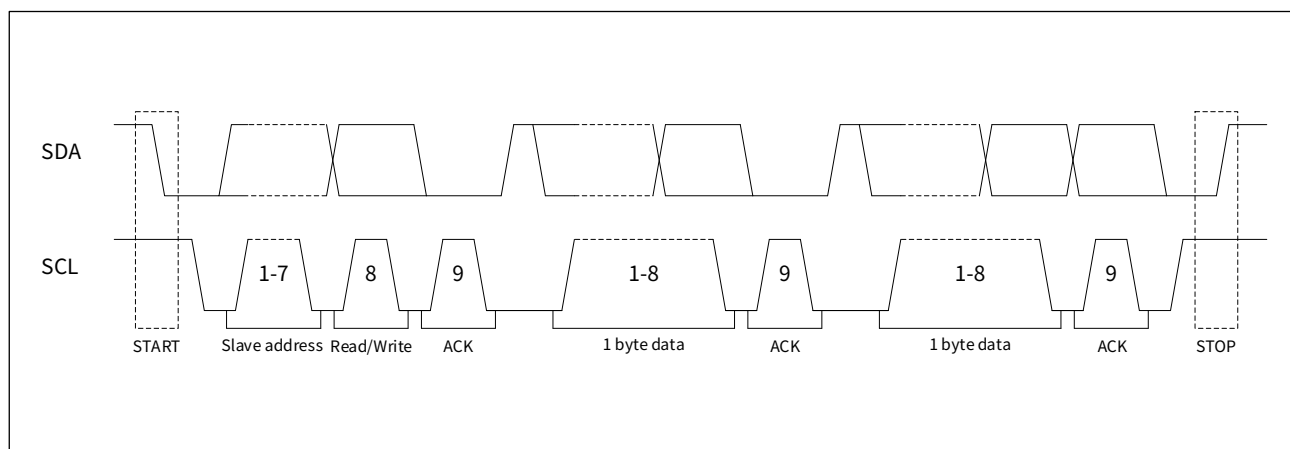 SDA
SCL
1-7 8 9 1-8 9 1-8 9
START Slave address Read/Write ACK 1 byte data ACK 1 byte data ACK STOP